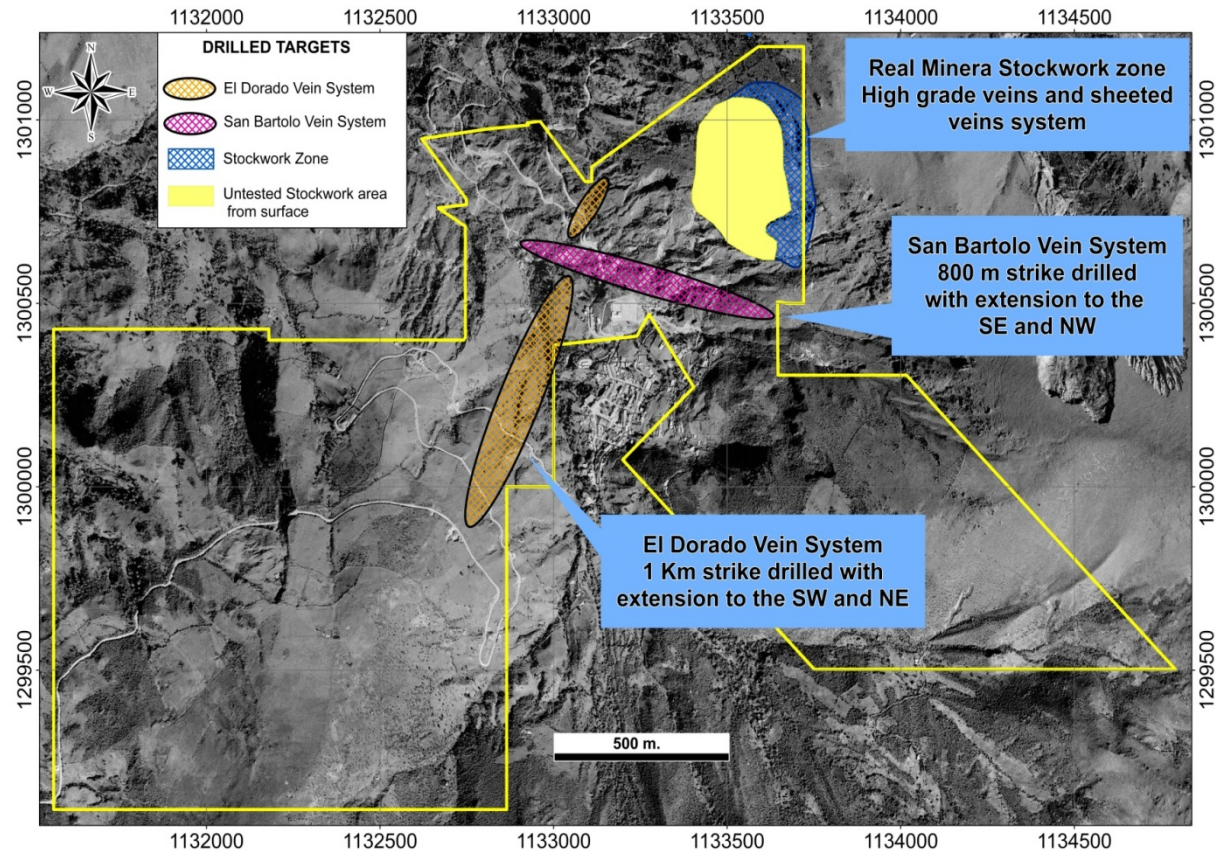 1132000 1132500 1133000 1133500 1134000 1134500
DRILLED TARGETS
N
W E
S
El Dorado Vein System
San Bartolo Vein System
Stockwork Zone
Untested Stockwork area
from surface
Real Minera Stockwork zone
High grade veins and sheeted
veins system
San Bartolo Vein System
800 m strike drilled
with extension to the
SE and NW
El Dorado Vein System
1 Km strike drilled with
extension to the SW and NE
500 m.
1301000
1300500
1300000
1299500
1301000
1300500
1300000
1299500
1132000 1132500 1133000 1133500 1134000 1134500